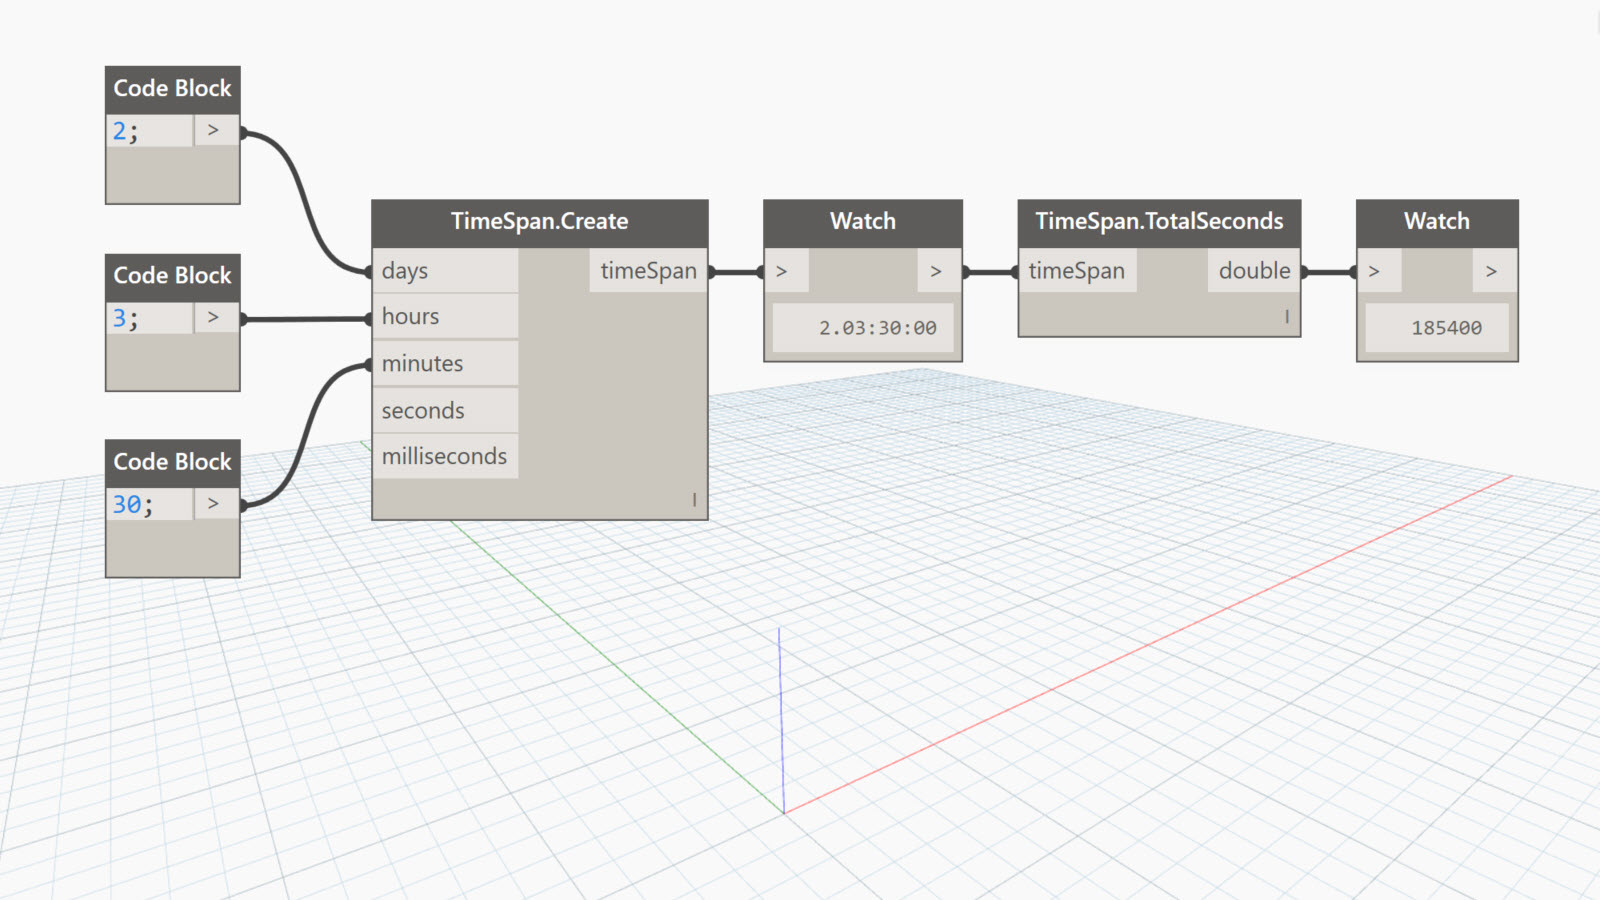 Code Block
2;
>
Code Block
3;
>
Code Block
30;
>
TimeSpan.Create
days
timeSpan
hours
minutes
seconds
milliseconds
Watch
>
>
2.03:30:00
TimeSpan.TotalSeconds
timeSpan
double
Watch
>
>
185400